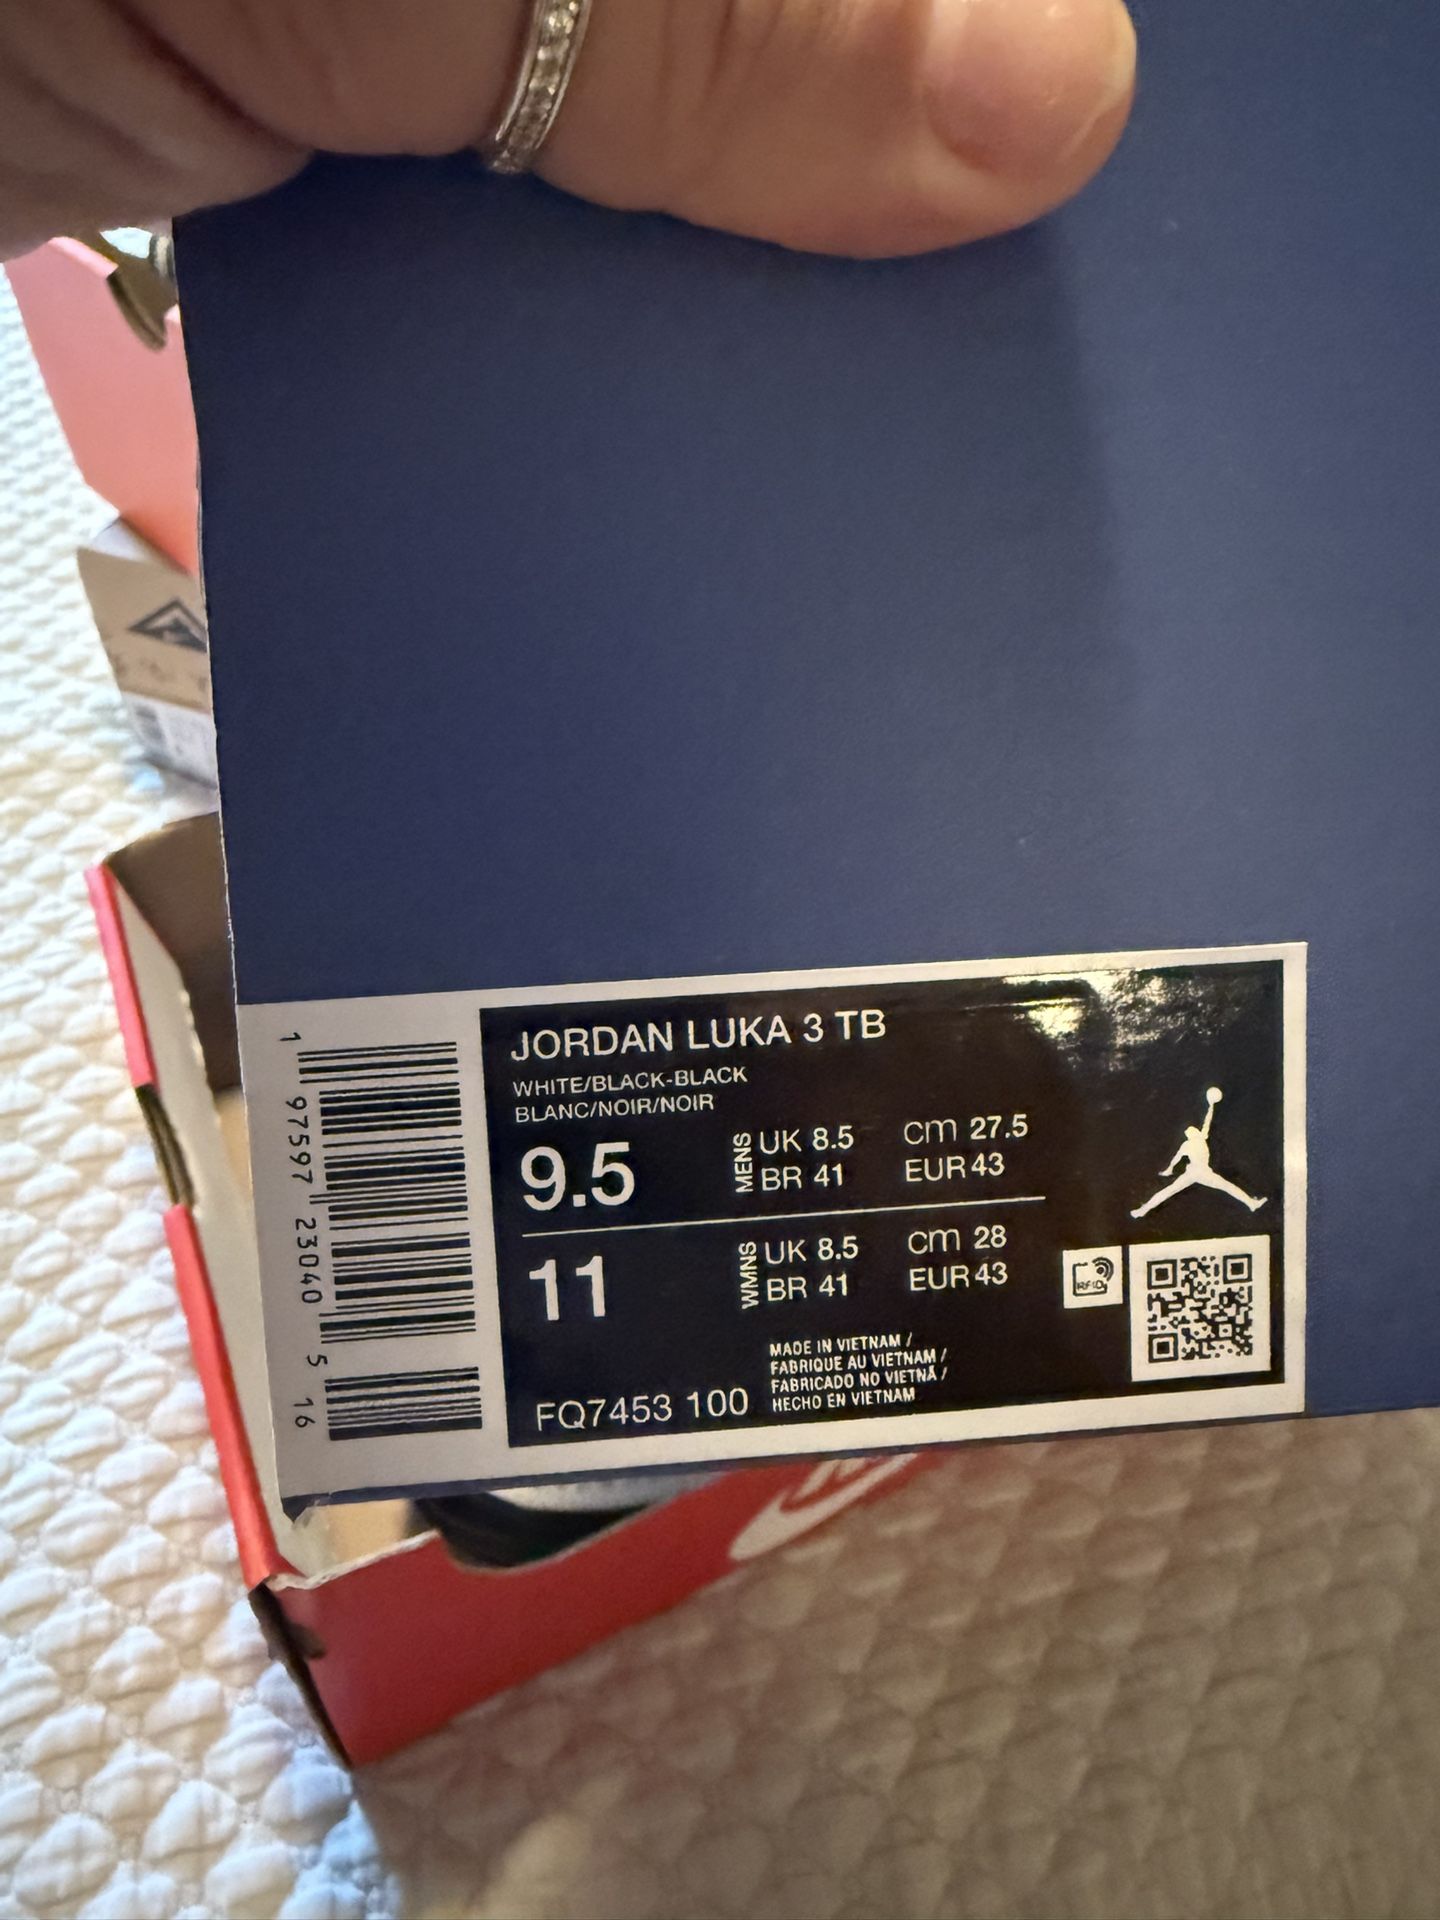 JORDAN LUKA 3 TB
WHITE/BLACK-BLACK
BLANC/NOIR/NOIR
9.5
MENS
UK 8.5
cm 27.5
BR 41
EUR 43
11
WMNS
UK 8.5
cm 28
BR 41
EUR 43
RFID
MADE IN VIETNAM /
FABRIQUE AU VIETNAM /
FABRICADO NO VIETNÃ /
HECHO EN VIETNAM
FQ7453 100
1 97597 23040 5 16